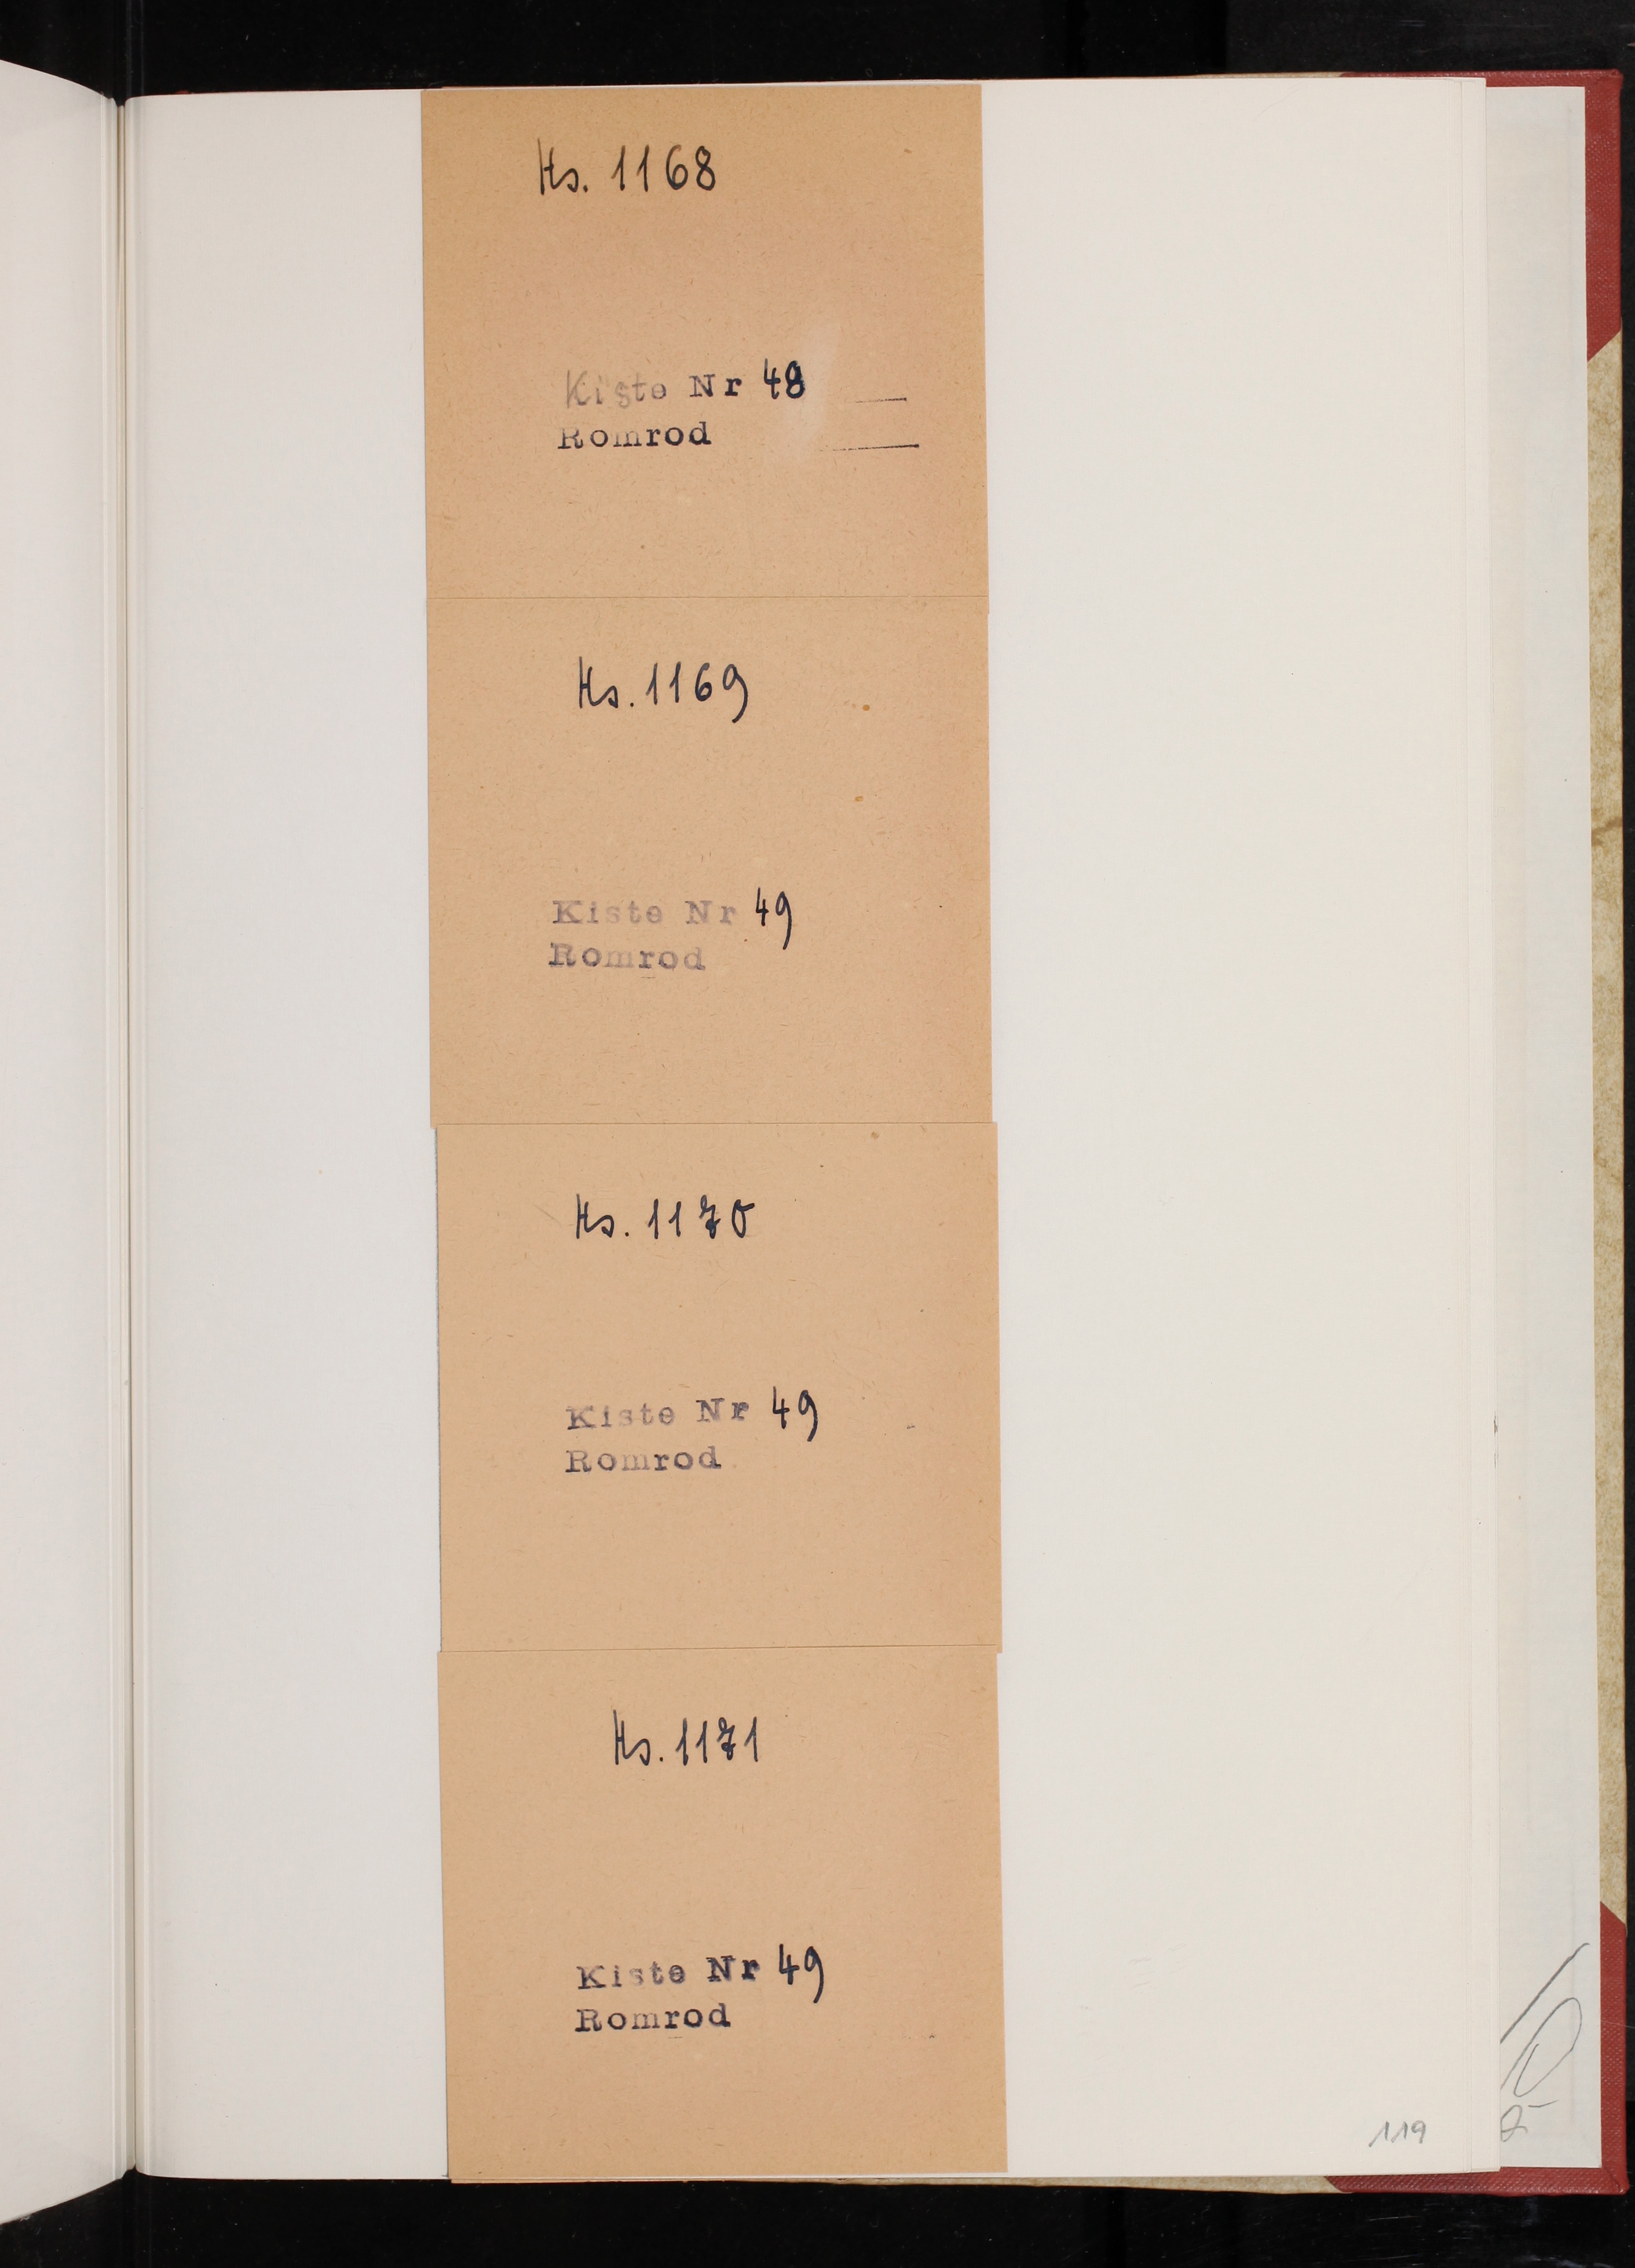 Hs. 1168
Kiste Nr 48
Romrod
Hs. 1169
Kiste Nr 49
Romrod
Hs. 1170
Kiste Nr 49
Romrod
Hs. 1171
Kiste Nr 49
Romrod
119